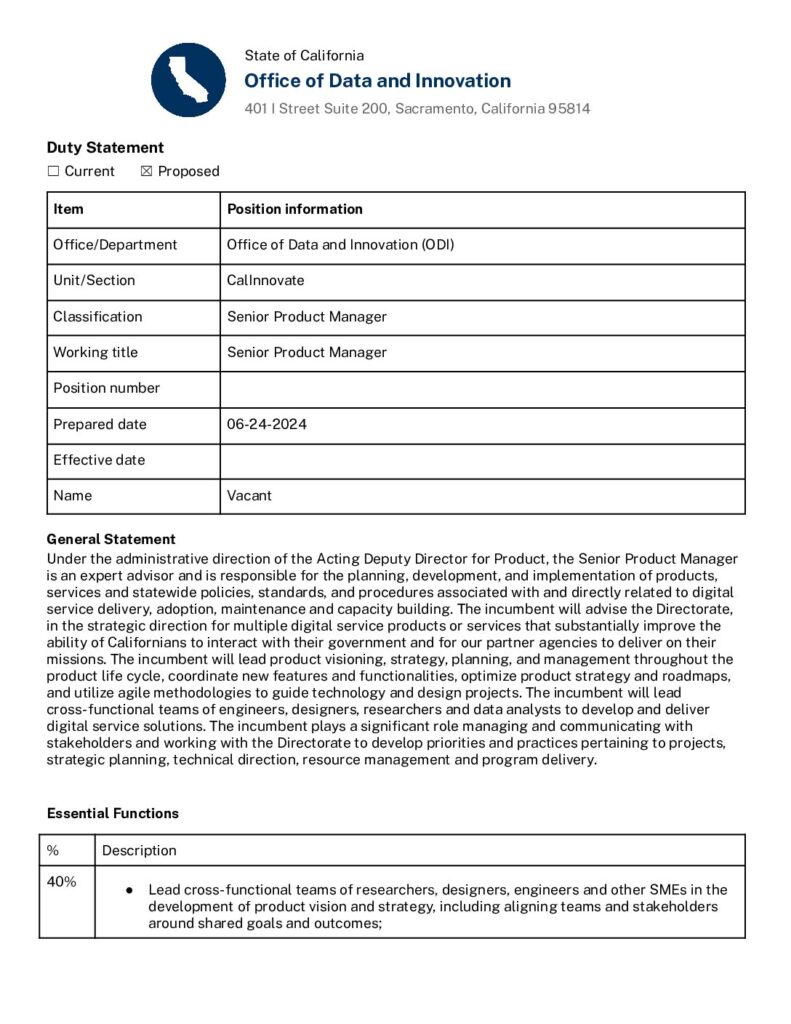 State of California
Office of Data and Innovation
401 I Street Suite 200, Sacramento, California 95814
Duty Statement
☐ Current ☒ Proposed
Item Position information
Office/Department Office of Data and Innovation (ODI)
Unit/Section CalInnovate
Classification Senior Product Manager
Working title Senior Product Manager
Position number
Prepared date 06-24-2024
Effective date
Name Vacant
General Statement
Under the administrative direction of the Acting Deputy Director for Product, the Senior Product Manager
is an expert advisor and is responsible for the planning, development, and implementation of products,
services and statewide policies, standards, and procedures associated with and directly related to digital
service delivery, adoption, maintenance and capacity building. The incumbent will advise the Directorate,
in the strategic direction for multiple digital service products or services that substantially improve the
ability of Californians to interact with their government and for our partner agencies to deliver on their
missions. The incumbent will lead product visioning, strategy, planning, and management throughout the
product life cycle, coordinate new features and functionalities, optimize product strategy and roadmaps,
and utilize agile methodologies to guide technology and design projects. The incumbent will lead
cross-functional teams of engineers, designers, researchers and data analysts to develop and deliver
digital service solutions. The incumbent plays a significant role managing and communicating with
stakeholders and working with the Directorate to develop priorities and practices pertaining to projects,
strategic planning, technical direction, resource management and program delivery.
Essential Functions
% Description
40% ● Lead cross-functional teams of researchers, designers, engineers and other SMEs in the
development of product vision and strategy, including aligning teams and stakeholders
around shared goals and outcomes;